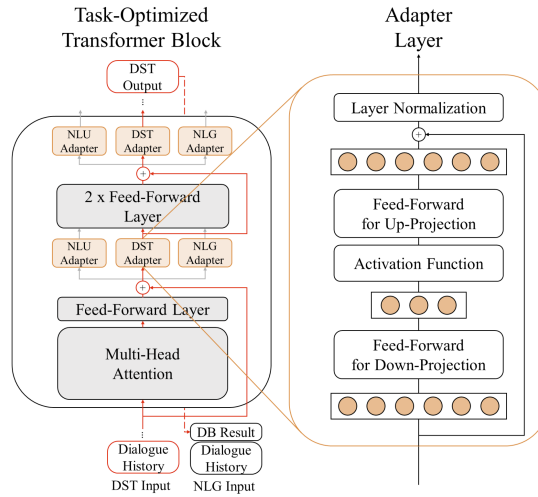 Task-Optimized
Transformer Block
DST
Output
NLU
Adapter
DST
Adapter
NLG
Adapter
+
2 x Feed-Forward
Layer
NLU
Adapter
DST
Adapter
NLG
Adapter
+
Feed-Forward Layer
Multi-Head
Attention
Dialogue
History
DST Input
DB Result
Dialogue
History
NLG Input
Adapter
Layer
Layer Normalization
+
Feed-Forward
for Up-Projection
Activation Function
Feed-Forward
for Down-Projection